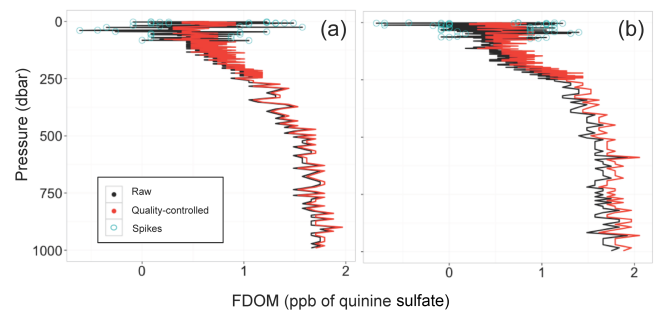 (a)
(b)
0
250
500
750
1000
Pressure (dbar)
Raw
Quality-controlled
Spikes
0
1
2
0
1
2
FDOM (ppb of quinine sulfate)